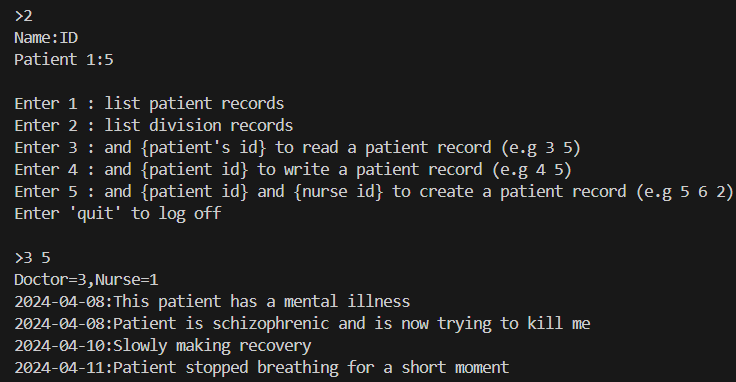 >2
Name:ID
Patient 1:5
Enter 1 : list patient records
Enter 2 : list division records
Enter 3 : and {patient's id} to read a patient record (e.g 3 5)
Enter 4 : and {patient id} to write a patient record (e.g 4 5)
Enter 5 : and {patient id} and {nurse id} to create a patient record (e.g 5 6 2)
Enter 'quit' to log off
>3 5
Doctor=3,Nurse=1
2024-04-08:This patient has a mental illness
2024-04-08:Patient is schizophrenic and is now trying to kill me
2024-04-10:Slowly making recovery
2024-04-11:Patient stopped breathing for a short moment